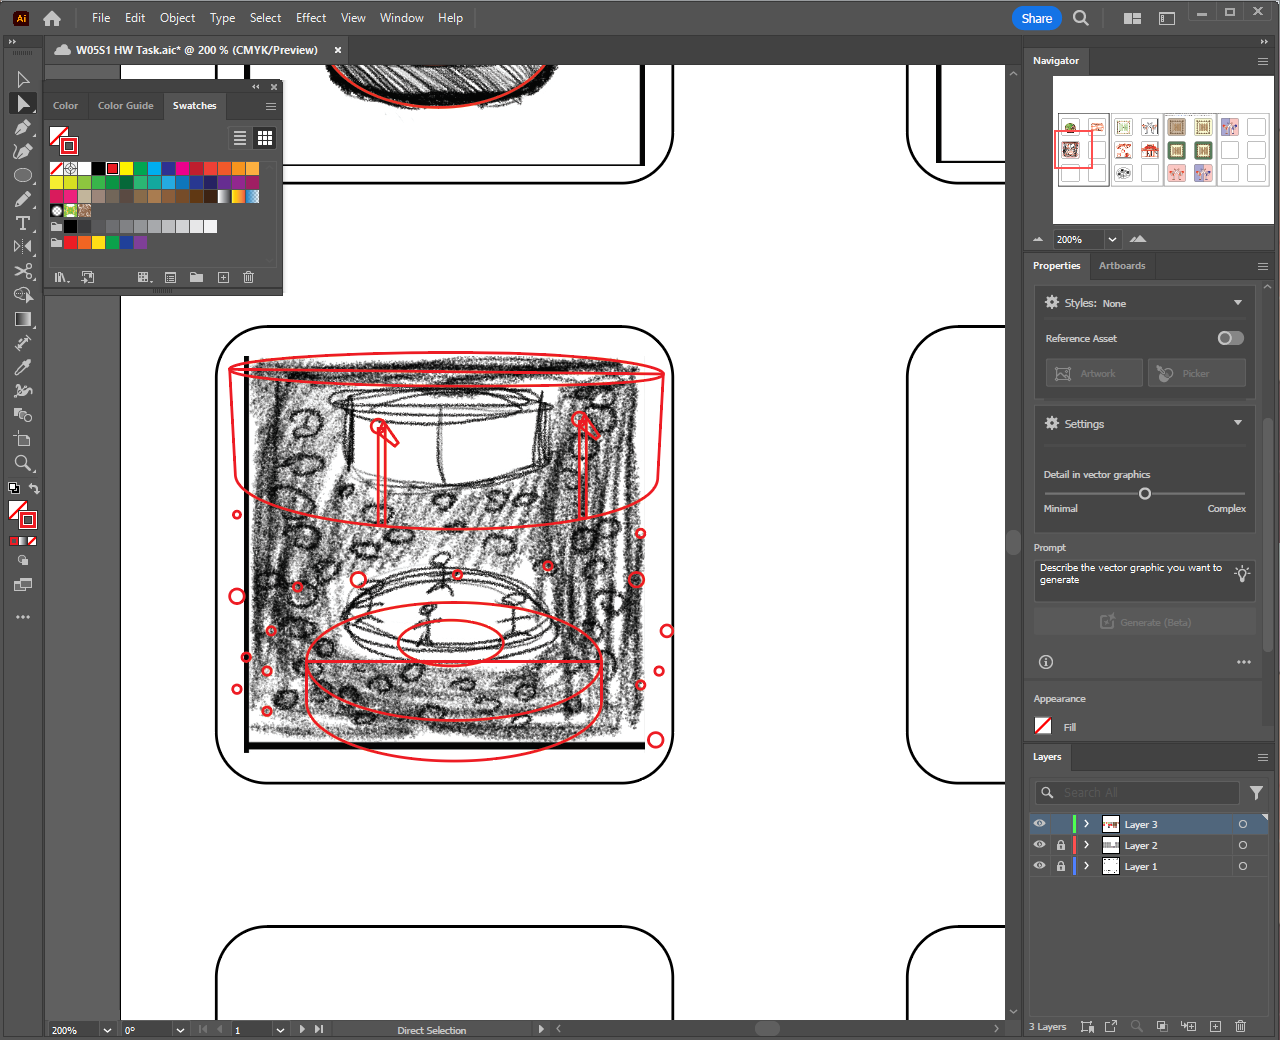 Ai
File Edit Object Type Select Effect View Window Help
Share
W05S1 HW Task.aic* @ 200 % (CMYK/Preview)
Color Color Guide Swatches
Navigator
200%
Properties Artboards
Styles: None
Reference Asset
Artwork
Picker
Settings
Detail in vector graphics
Minimal Complex
Prompt
Describe the vector graphic you want to
generate
Generate (Beta)
Appearance
Fill
Layers
Search All
Layer 3
Layer 2
Layer 1
3 Layers
200% 0° 1 Direct Selection